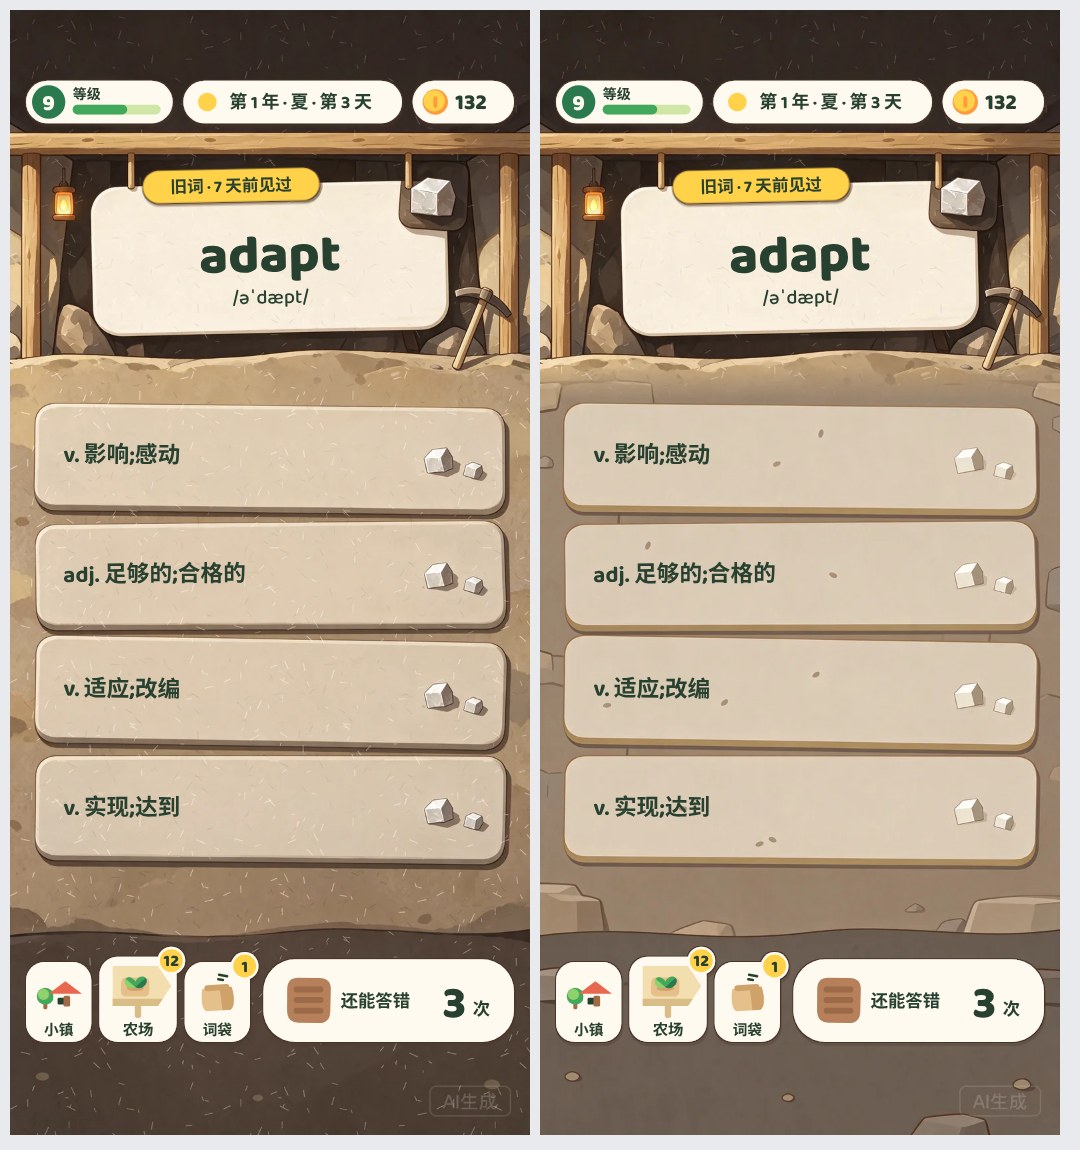 9 等级 第1年·夏·第3天 132
旧词·7天前见过
adapt
/əˈdæpt/
v. 影响;感动
adj. 足够的;合格的
v. 适应;改编
v. 实现;达到
小镇
12
农场
1
词袋
还能答错 3 次
AI生成
9 等级 第1年·夏·第3天 132
旧词·7天前见过
adapt
/əˈdæpt/
v. 影响;感动
adj. 足够的;合格的
v. 适应;改编
v. 实现;达到
小镇
12
农场
1
词袋
还能答错 3 次
AI生成